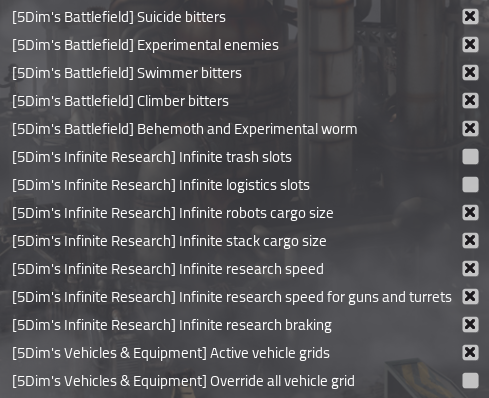 [5Dim's Battlefield] Suicide bitters
[5Dim's Battlefield] Experimental enemies
[5Dim's Battlefield] Swimmer bitters
[5Dim's Battlefield] Climber bitters
[5Dim's Battlefield] Behemoth and Experimental worm
[5Dim's Infinite Research] Infinite trash slots
[5Dim's Infinite Research] Infinite logistics slots
[5Dim's Infinite Research] Infinite robots cargo size
[5Dim's Infinite Research] Infinite stack cargo size
[5Dim's Infinite Research] Infinite research speed
[5Dim's Infinite Research] Infinite research speed for guns and turrets
[5Dim's Infinite Research] Infinite research braking
[5Dim's Vehicles & Equipment] Active vehicle grids
[5Dim's Vehicles & Equipment] Override all vehicle grid